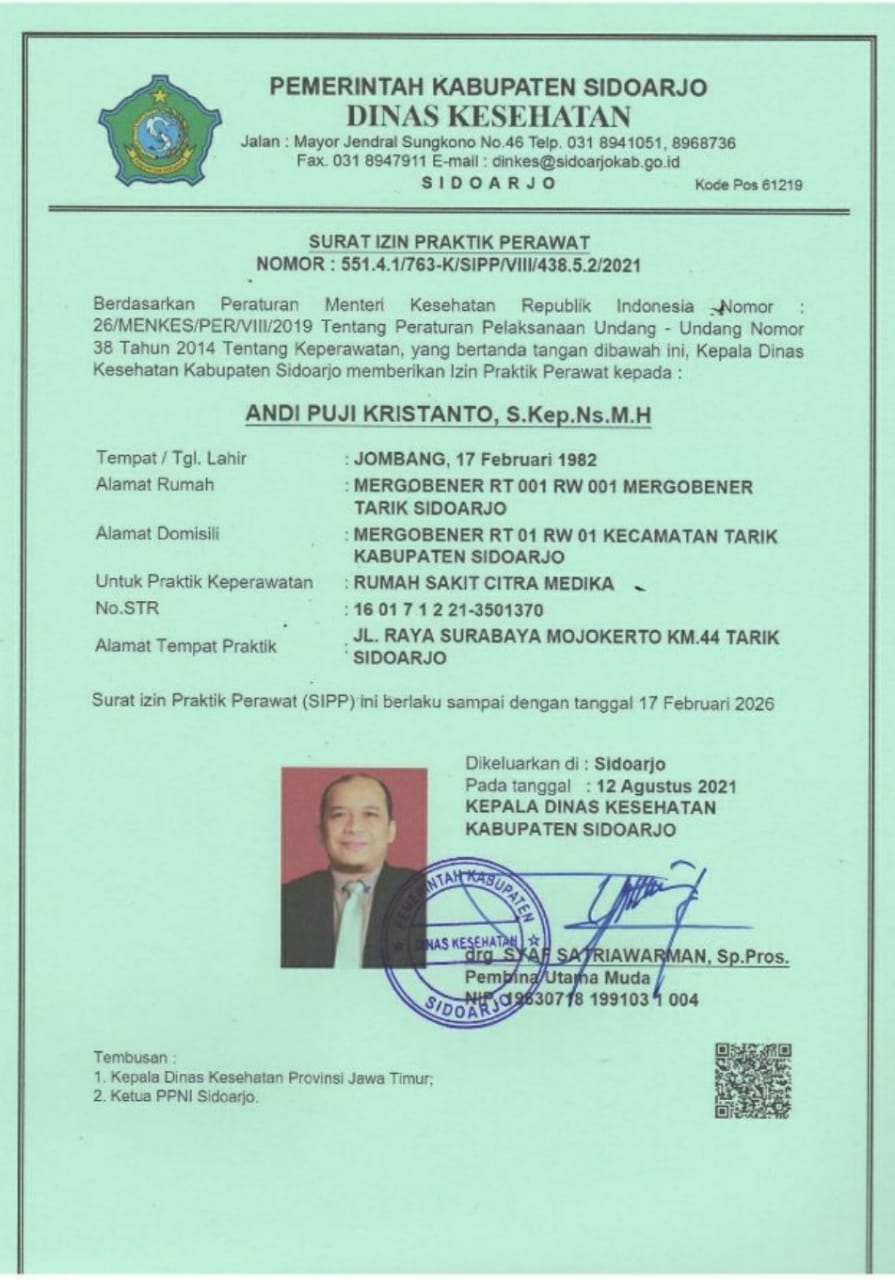 PEMERINTAH KABUPATEN SIDOARJO
DINAS KESEHATAN
Jalan : Mayor Jendral Sungkono No.46 Telp. 031 8941051, 8968736
Fax. 031 8947911 E-mail : dinkes@sidoarjokab.go.id
SIDOARJO
Kode Pos 61219
SURAT IZIN PRAKTIK PERAWAT
NOMOR : 551.4.1/763-K/SIPP/VIII/438.5.2/2021
Berdasarkan Peraturan Menteri Kesehatan Republik Indonesia Nomor :
26/MENKES/PER/VIII/2019 Tentang Peraturan Pelaksanaan Undang - Undang Nomor
38 Tahun 2014 Tentang Keperawatan, yang bertanda tangan dibawah ini, Kepala Dinas
Kesehatan Kabupaten Sidoarjo memberikan Izin Praktik Perawat kepada :
ANDI PUJI KRISTANTO, S.Kep.Ns.M.H
Tempat / Tgl. Lahir : JOMBANG, 17 Februari 1982
Alamat Rumah : MERGOBENER RT 001 RW 001 MERGOBENER
TARIK SIDOARJO
Alamat Domisili : MERGOBENER RT 01 RW 01 KECAMATAN TARIK
KABUPATEN SIDOARJO
Untuk Praktik Keperawatan : RUMAH SAKIT CITRA MEDIKA
No.STR : 16 01 7 1 2 21-3501370
Alamat Tempat Praktik : JL. RAYA SURABAYA MOJOKERTO KM.44 TARIK
SIDOARJO
Surat izin Praktik Perawat (SIPP) ini berlaku sampai dengan tanggal 17 Februari 2026
Dikeluarkan di : Sidoarjo
Pada tanggal : 12 Agustus 2021
KEPALA DINAS KESEHATAN
KABUPATEN SIDOARJO
PEMERINTAH KABUPATEN
DINAS KESEHATAN
SIDOARJO
drg. SYAF SATRIAWARMAN, Sp.Pros.
Pembina Utama Muda
NIP. 19630718 199103 1 004
Tembusan :
1. Kepala Dinas Kesehatan Provinsi Jawa Timur;
2. Ketua PPNI Sidoarjo.